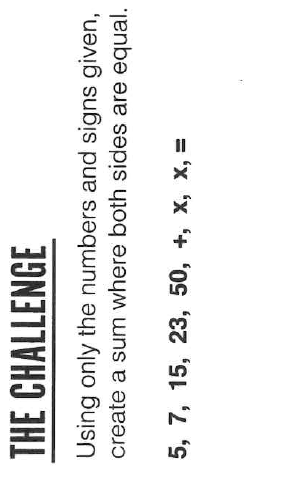 THE CHALLENGE
Using only the numbers and signs given,
create a sum where both sides are equal.
5, 7, 15, 23, 50, +, x, x, =